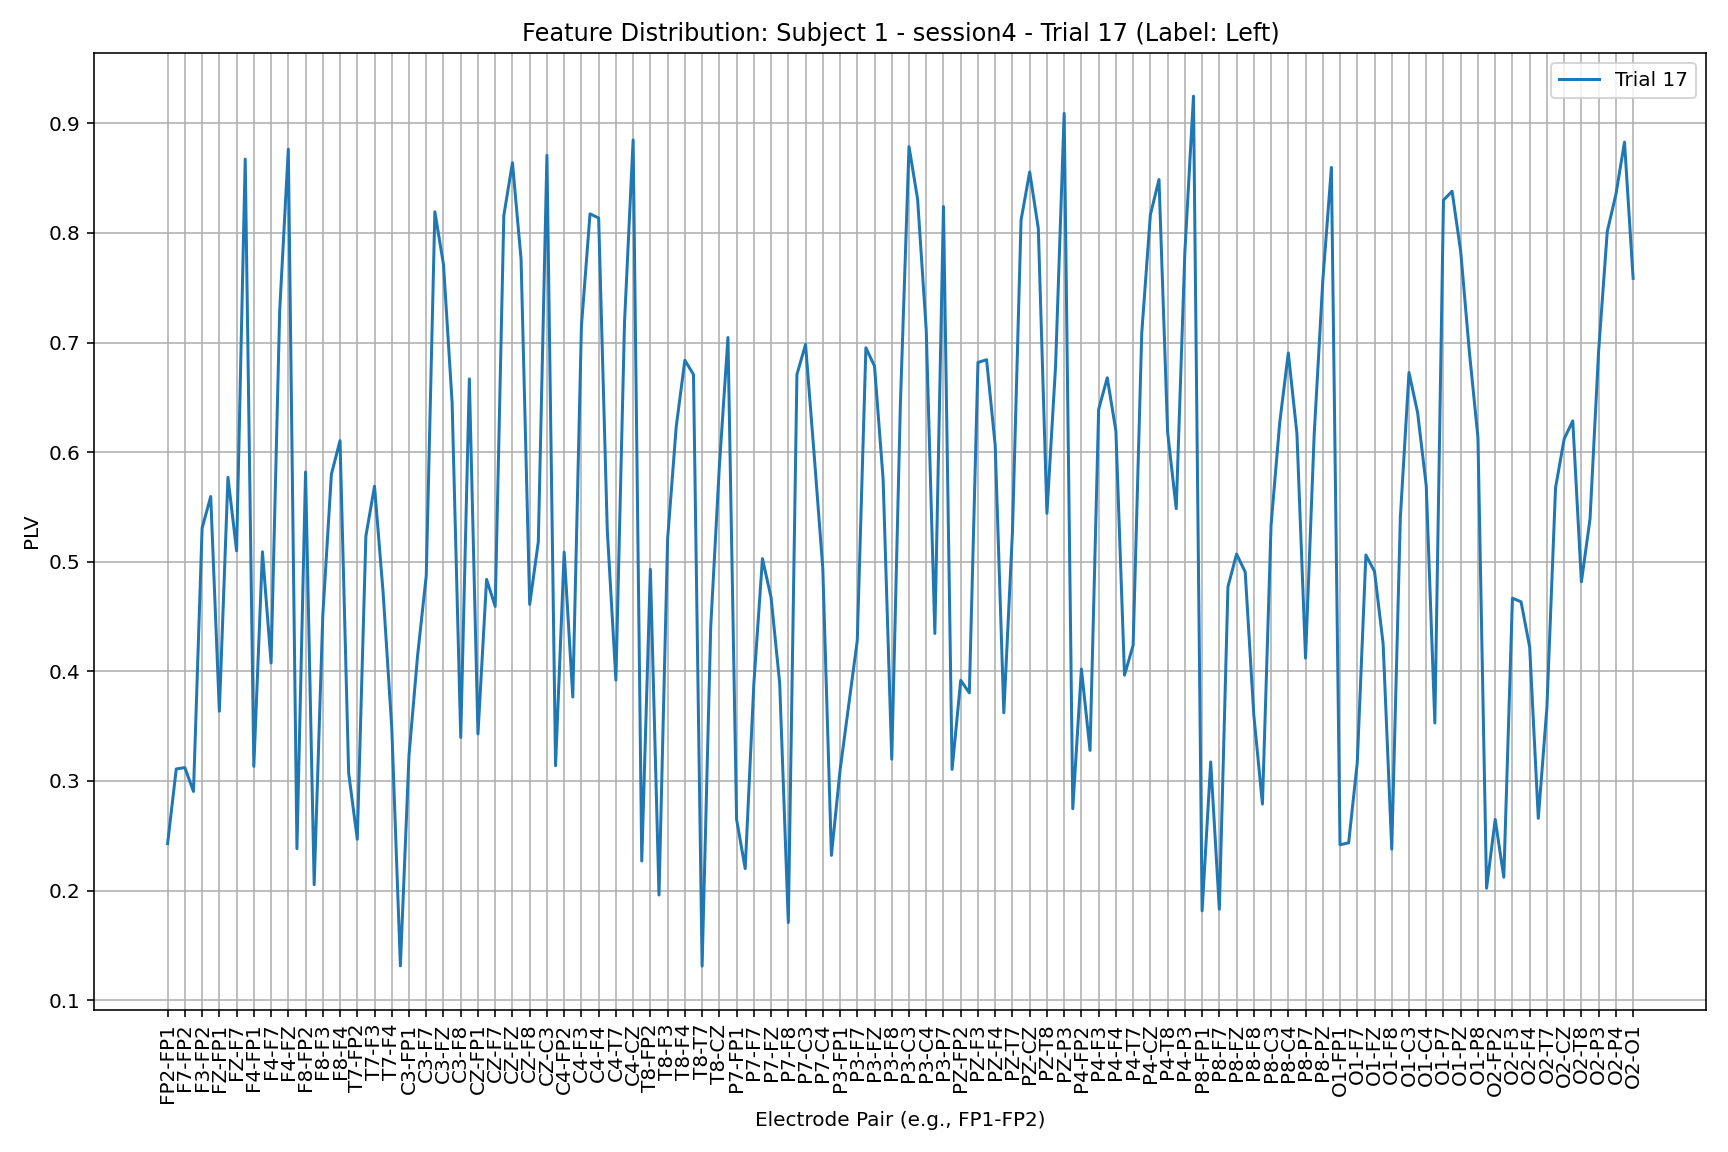 Feature Distribution: Subject 1 - session4 - Trial 17 (Label: Left)
Trial 17
PLV
0.9
0.8
0.7
0.6
0.5
0.4
0.3
0.2
0.1
FP2-FP1
F7-FP2
F3-FP2
FZ-FP1
FZ-F7
F4-FP1
F4-F7
F4-FZ
F8-FP2
F8-F3
F8-F4
T7-FP2
T7-F3
T7-F4
C3-FP1
C3-F7
C3-FZ
C3-F8
CZ-FP1
CZ-F7
CZ-FZ
CZ-F8
CZ-C3
C4-FP2
C4-F3
C4-F4
C4-T7
C4-CZ
T8-FP2
T8-F3
T8-F4
T8-T7
T8-CZ
P7-FP1
P7-F7
P7-FZ
P7-F8
P7-C3
P7-C4
P3-FP1
P3-F7
P3-FZ
P3-F8
P3-C3
P3-C4
P3-P7
PZ-FP2
PZ-F3
PZ-F4
PZ-T7
PZ-CZ
PZ-T8
PZ-P3
P4-FP2
P4-F3
P4-F4
P4-T7
P4-CZ
P4-T8
P4-P3
P8-FP1
P8-F7
P8-FZ
P8-F8
P8-C3
P8-C4
P8-P7
P8-PZ
O1-FP1
O1-F7
O1-FZ
O1-F8
O1-C3
O1-C4
O1-P7
O1-PZ
O1-P8
O2-FP2
O2-F3
O2-F4
O2-T7
O2-CZ
O2-T8
O2-P3
O2-P4
O2-O1
Electrode Pair (e.g., FP1-FP2)